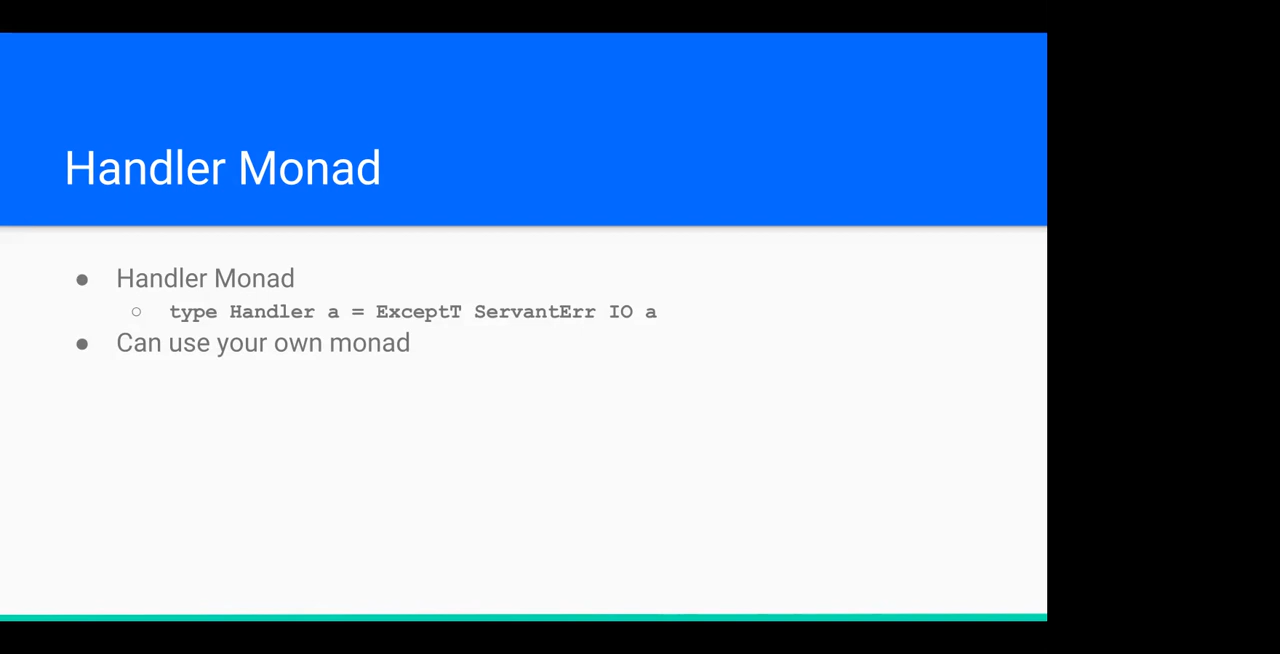 Handler Monad
● Handler Monad
○ type Handler a = ExceptT ServantErr IO a
● Can use your own monad